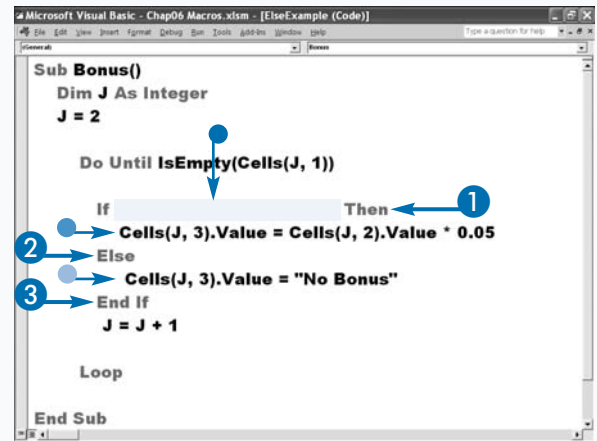 Microsoft Visual Basic - Chap06 Macros.xlsm - [ElseExample (Code)]
File Edit View Insert Format Debug Run Tools Add-Ins Window Help Type a question for help
(General) Bonus
Sub Bonus()
Dim J As Integer
J = 2
Do Until IsEmpty(Cells(J, 1))
If Then 1
Cells(J, 3).Value = Cells(J, 2).Value * 0.05
2 Else
Cells(J, 3).Value = "No Bonus"
3 End If
J = J + 1
Loop
End Sub